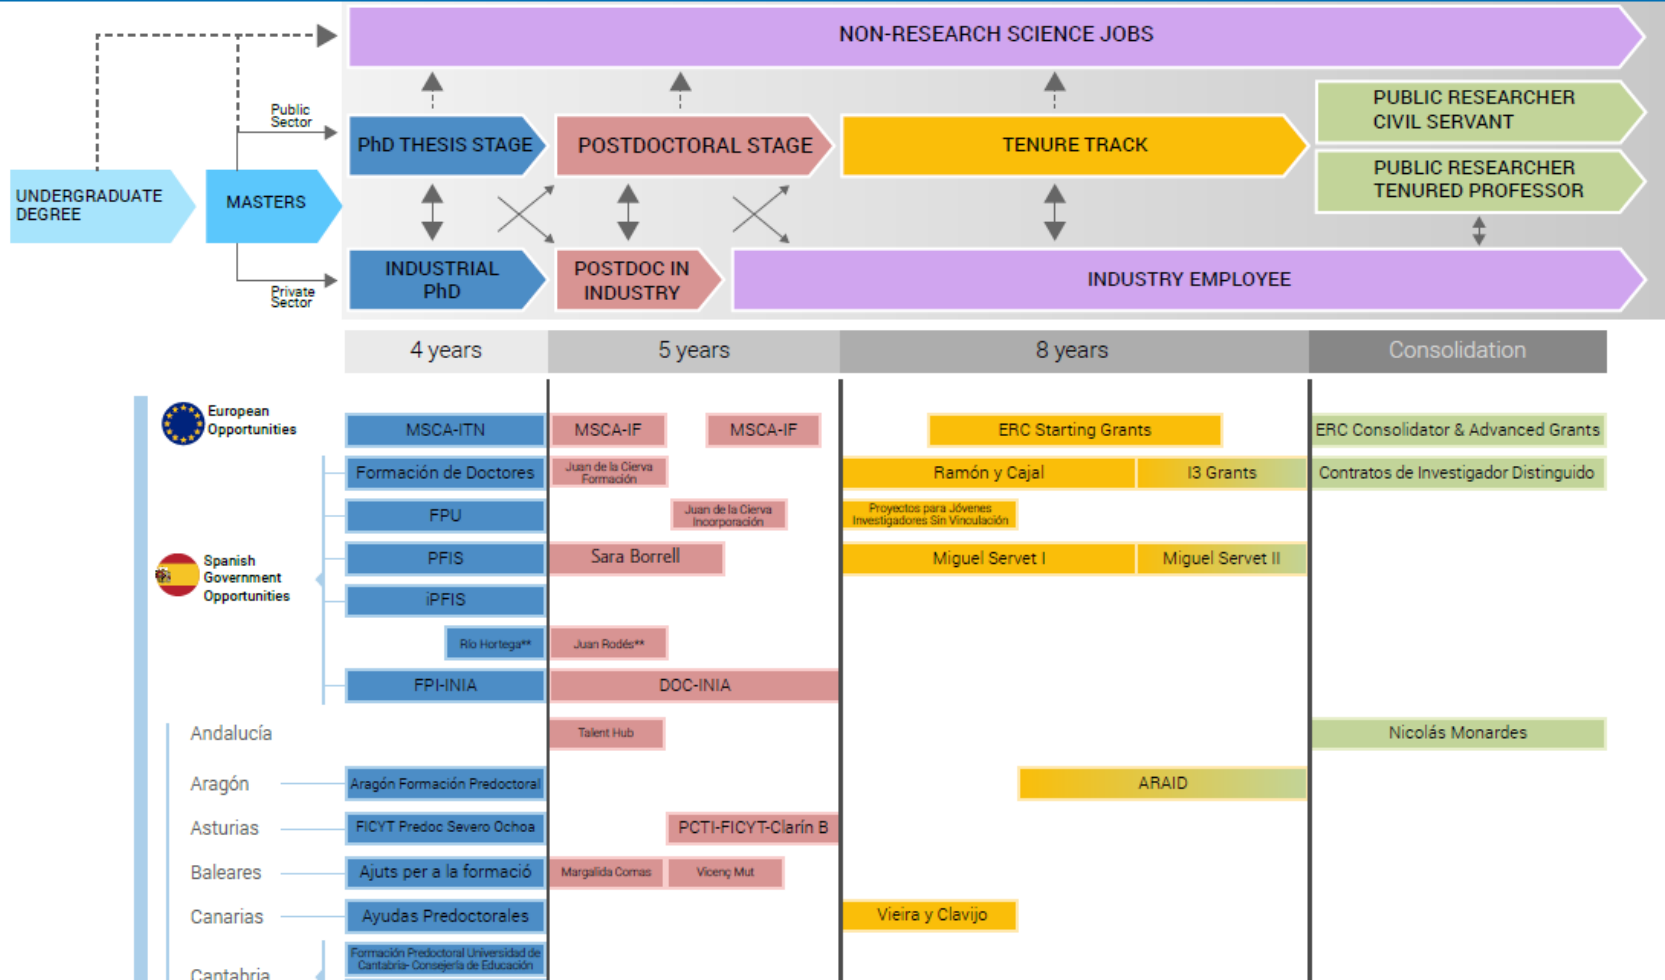 NON-RESEARCH SCIENCE JOBS
Public
Sector
PhD THESIS STAGE
POSTDOCTORAL STAGE
TENURE TRACK
PUBLIC RESEARCHER
CIVIL SERVANT
PUBLIC RESEARCHER
TENURED PROFESSOR
UNDERGRADUATE
DEGREE
MASTERS
INDUSTRIAL
PhD
POSTDOC IN
INDUSTRY
INDUSTRY EMPLOYEE
Private
Sector
4 years
5 years
8 years
Consolidation
European
Opportunities
MSCA-ITN
MSCA-IF
MSCA-IF
ERC Starting Grants
ERC Consolidator & Advanced Grants
Formación de Doctores
Juan de la Cierva
Formación
Ramón y Cajal
I3 Grants
Contratos de Investigador Distinguido
FPU
Juan de la Cierva
Incorporación
Proyectos para Jóvenes
Investigadores Sin Vinculación
Spanish
Government
Opportunities
PFIS
Sara Borrell
Miguel Servet I
Miguel Servet II
iPFIS
Río Hortega**
Juan Rodés**
FPI-INIA
DOC-INIA
Andalucía
Talent Hub
Nicolás Monardes
Aragón
Aragón Formación Predoctoral
ARAID
Asturias
FICYT Predoc Severo Ochoa
PCTI-FICYT-Clarín B
Baleares
Ajuts per a la formació
Margalida Comas
Vicenç Mut
Canarias
Ayudas Predoctorales
Vieira y Clavijo
Cantabria
Formación Predoctoral Universidad de
Cantabria- Consejería de Educación